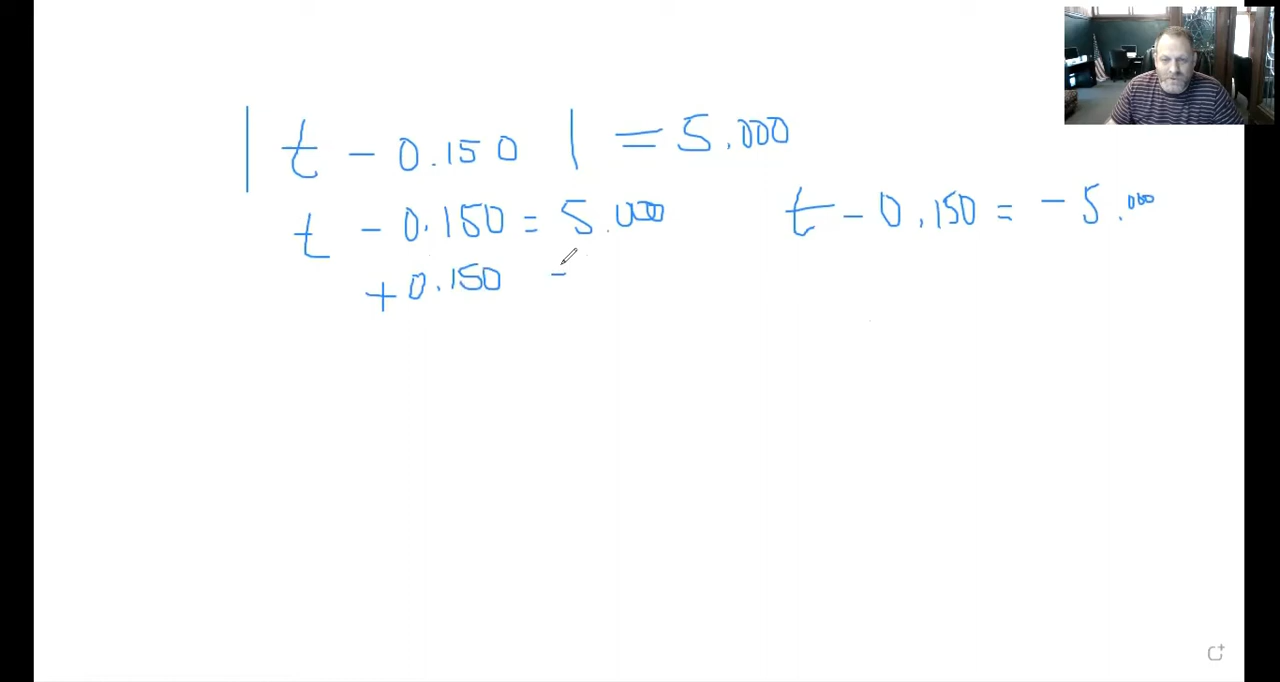 | t - 0.150 | = 5.000
t - 0.150 = 5.000
t - 0.150 = - 5.000
+ 0.150 -